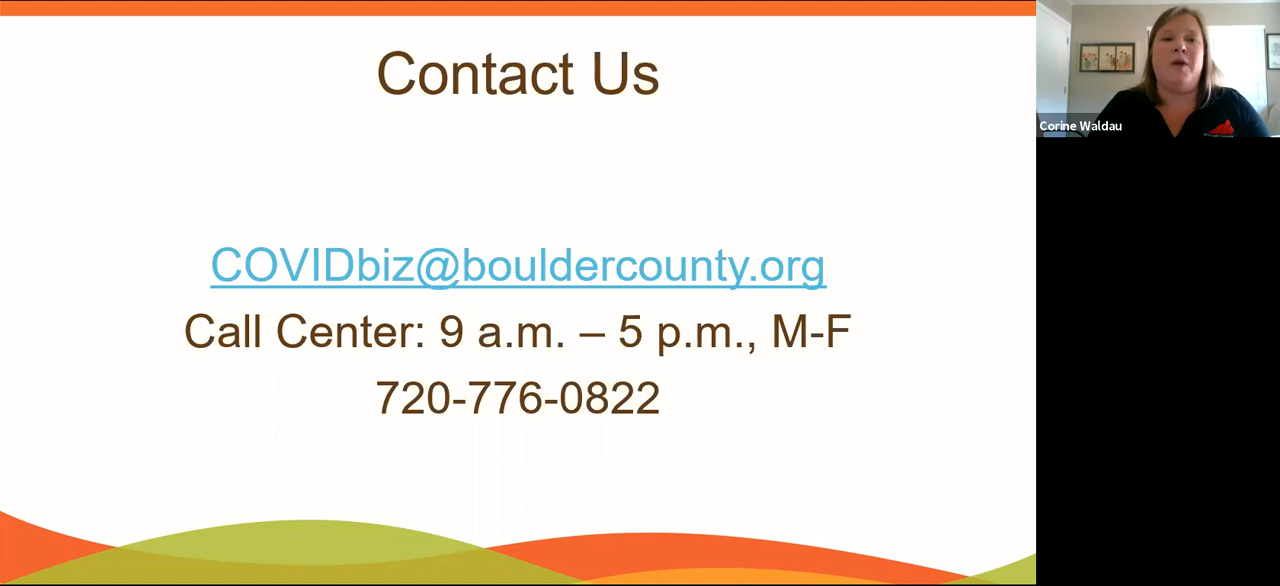 Contact Us
COVIDbiz@bouldercounty.org
Call Center: 9 a.m. – 5 p.m., M-F
720-776-0822
Corine Waldau